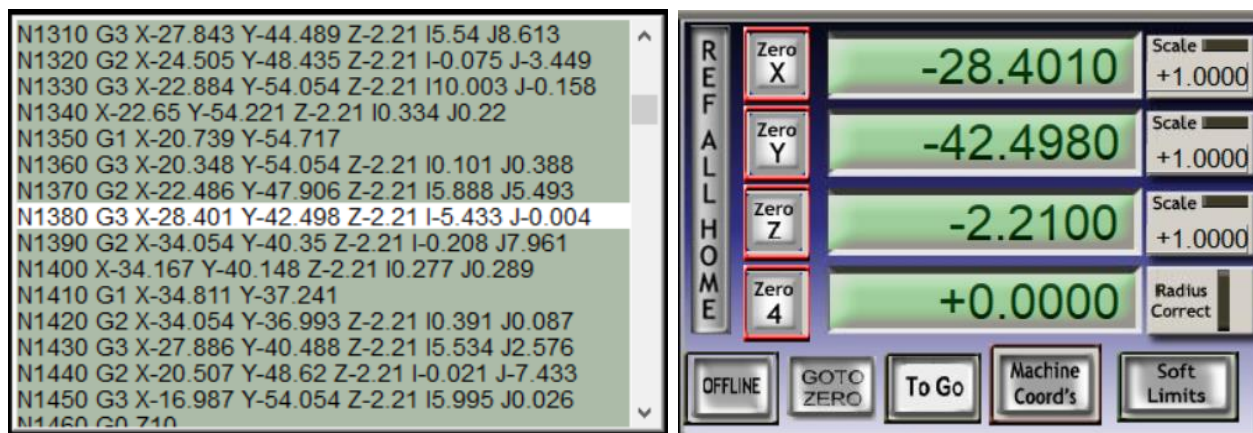 N1310 G3 X-27.843 Y-44.489 Z-2.21 I5.54 J8.613
N1320 G2 X-24.505 Y-48.435 Z-2.21 I-0.075 J-3.449
N1330 G3 X-22.884 Y-54.054 Z-2.21 I10.003 J-0.158
N1340 X-22.65 Y-54.221 Z-2.21 I0.334 J0.22
N1350 G1 X-20.739 Y-54.717
N1360 G3 X-20.348 Y-54.054 Z-2.21 I0.101 J0.388
N1370 G2 X-22.486 Y-47.906 Z-2.21 I5.888 J5.493
N1380 G3 X-28.401 Y-42.498 Z-2.21 I-5.433 J-0.004
N1390 G2 X-34.054 Y-40.35 Z-2.21 I-0.208 J7.961
N1400 X-34.167 Y-40.148 Z-2.21 I0.277 J0.289
N1410 G1 X-34.811 Y-37.241
N1420 G2 X-34.054 Y-36.993 Z-2.21 I0.391 J0.087
N1430 G3 X-27.886 Y-40.488 Z-2.21 I5.534 J2.576
N1440 G2 X-20.507 Y-48.62 Z-2.21 I-0.021 J-7.433
N1450 G3 X-16.987 Y-54.054 Z-2.21 I5.995 J0.026
N1460 G0 Z10
REF ALL HOME
Zero
X
-28.4010
Scale
+1.0000
Zero
Y
-42.4980
Scale
+1.0000
Zero
Z
-2.2100
Scale
+1.0000
Zero
4
+0.0000
Radius
Correct
OFFLINE
GOTO
ZERO
To Go
Machine
Coord's
Soft
Limits